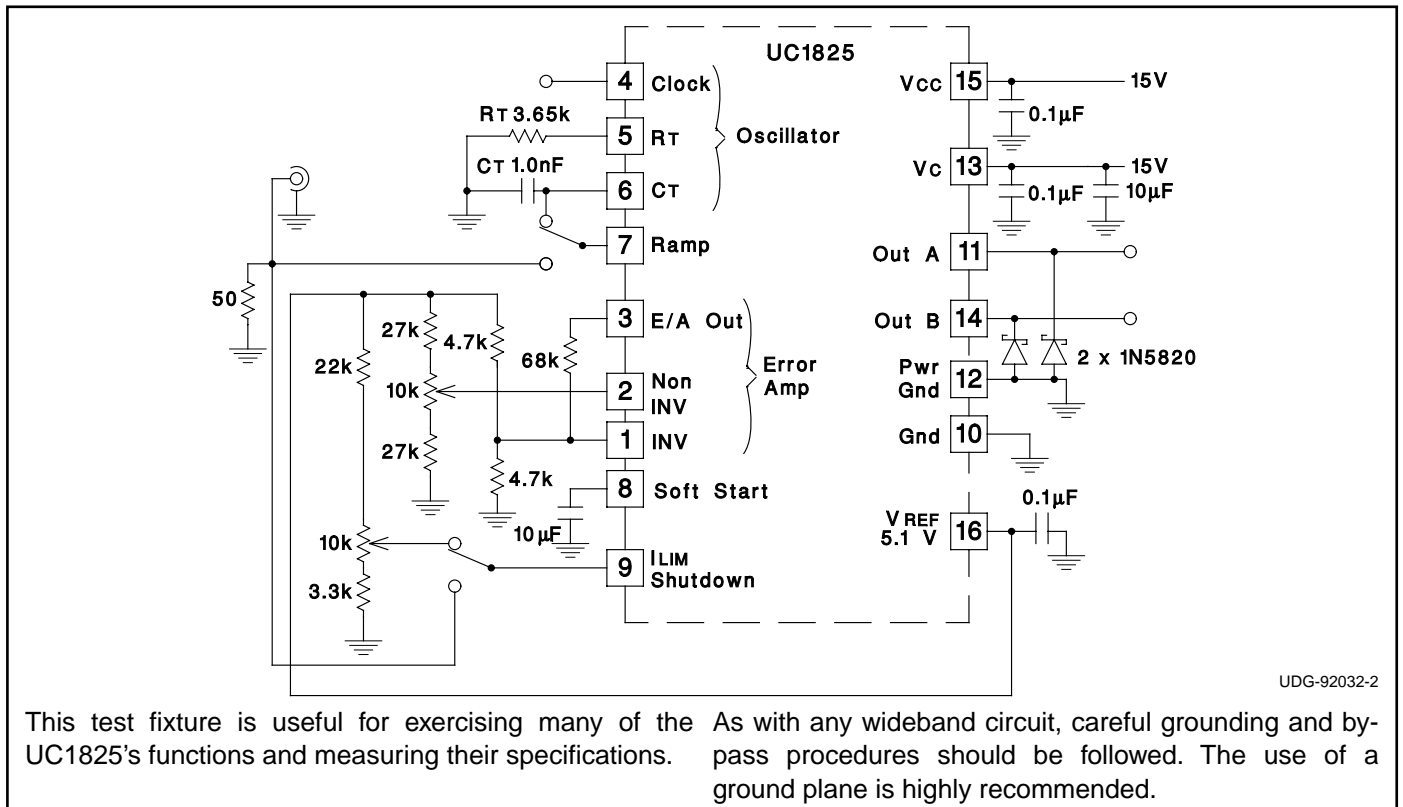 UC1825
4 Clock
RT 3.65k
5 RT
Oscillator
CT 1.0nF
6 CT
7 Ramp
50
3 E/A Out
27k
4.7k
22k
68k
Error
Amp
10k
2 Non
INV
1 INV
27k
4.7k
8 Soft Start
10µF
10k
9 ILIM
Shutdown
3.3k
Vcc 15
15V
0.1µF
Vc 13
15V
0.1µF
10µF
Out A 11
Out B 14
2 x 1N5820
Pwr
Gnd 12
Gnd 10
0.1µF
VREF
5.1 V 16
UDG-92032-2
This test fixture is useful for exercising many of the
UC1825's functions and measuring their specifications.
As with any wideband circuit, careful grounding and by-
pass procedures should be followed. The use of a
ground plane is highly recommended.